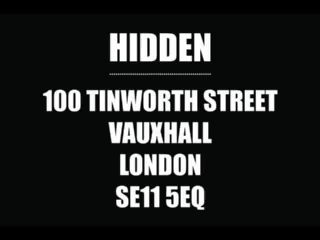 HIDDEN
100 TINWORTH STREET
VAUXHALL
LONDON
SE11 5EQ